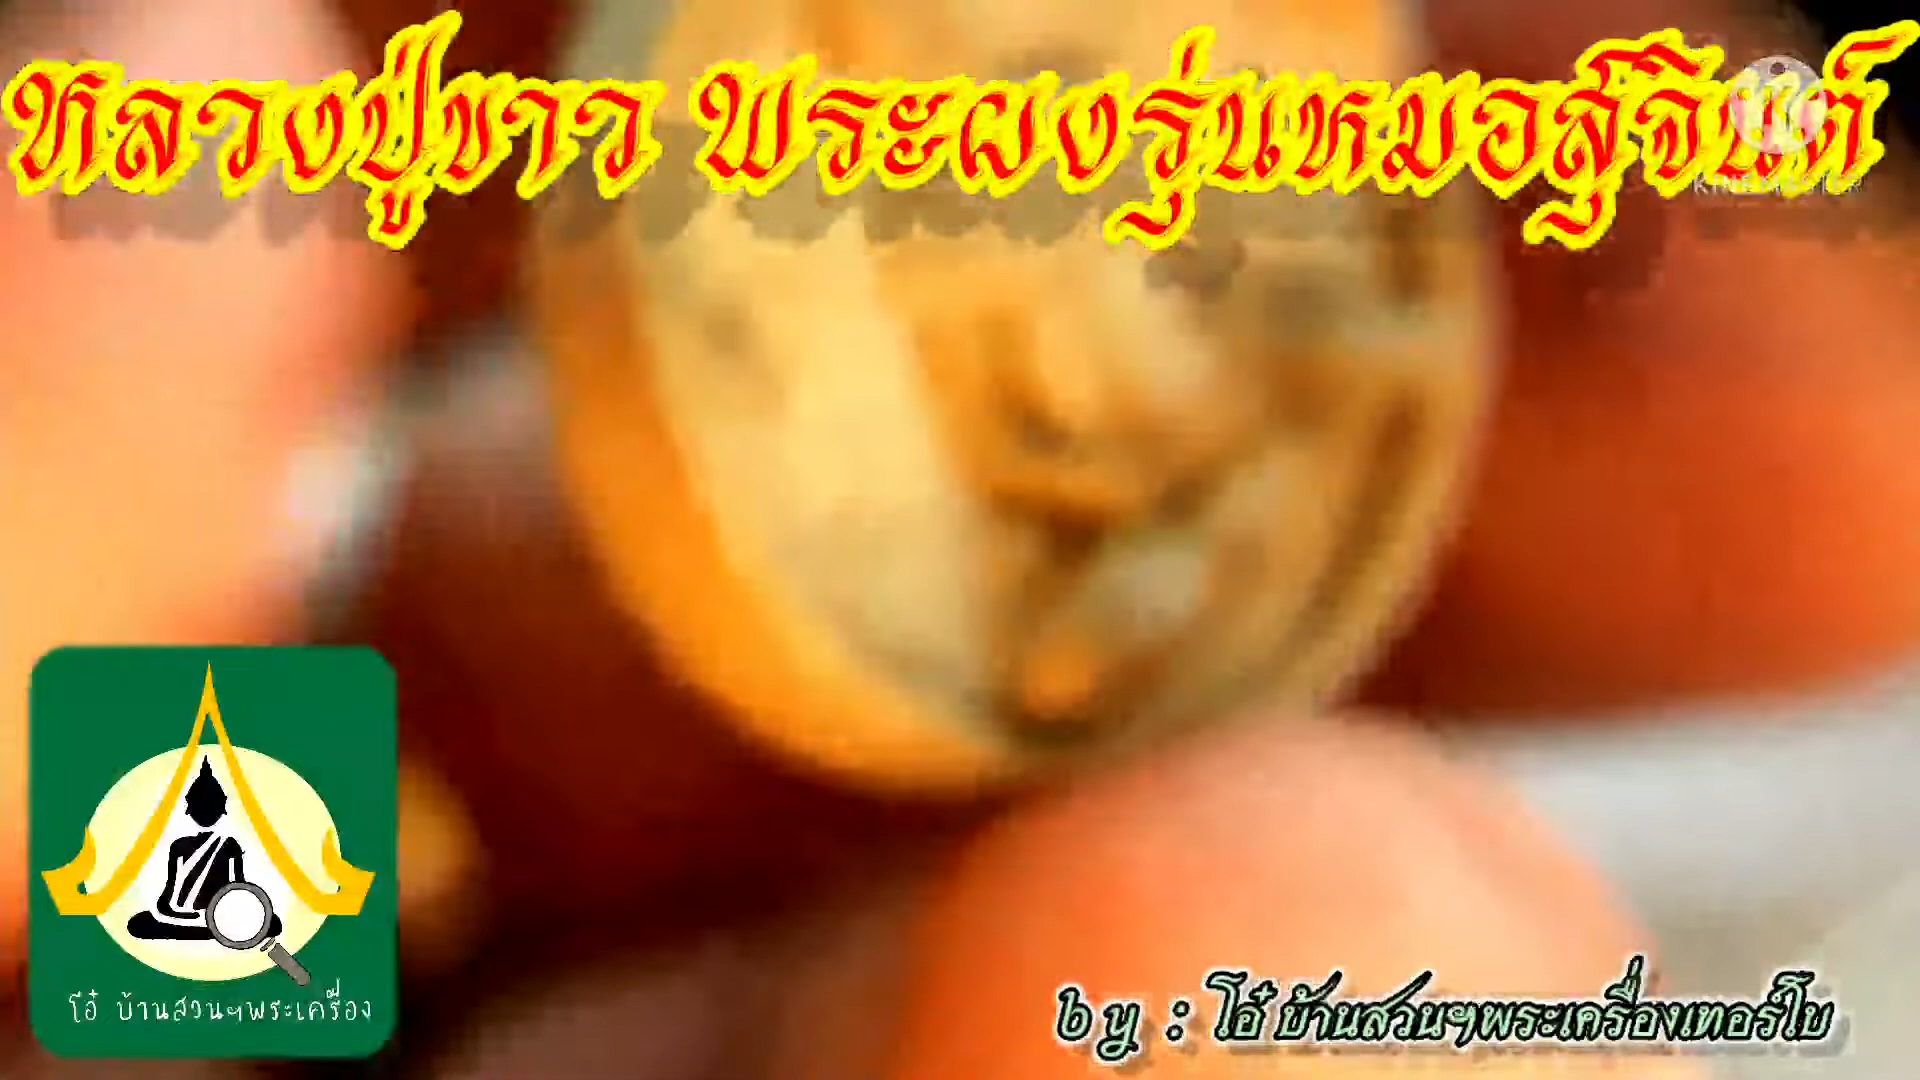 หลวงปู่ขาว พระผงรุ่นหมอสุจินต์
KINEMASTER
โอ๋ บ้านสวนฯพระเครื่อง
by : โอ๋ บ้านสวนฯพระเครื่องเทอร์โบ